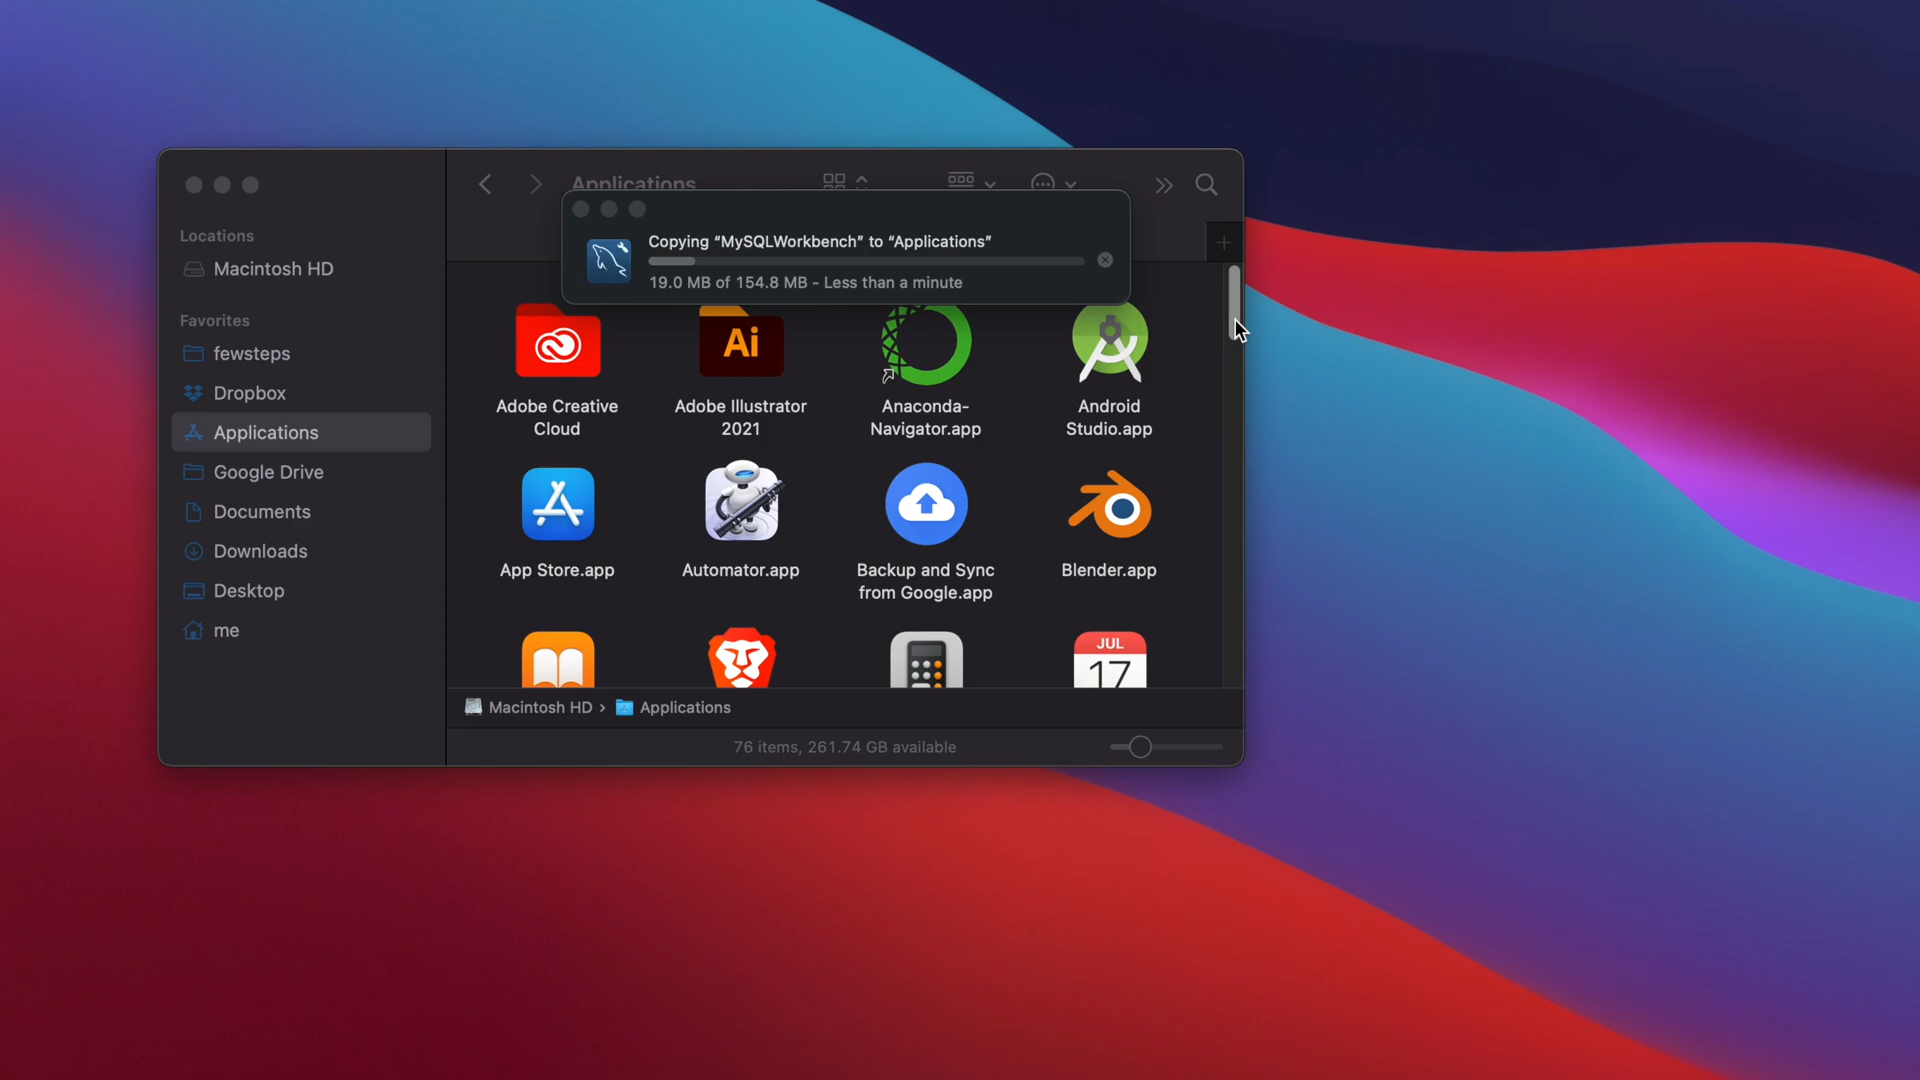 Applications
Copying “MySQLWorkbench” to “Applications”
19.0 MB of 154.8 MB - Less than a minute
Locations
Macintosh HD
Favorites
fewsteps
Dropbox
Applications
Google Drive
Documents
Downloads
Desktop
me
Ai
Adobe Creative
Cloud
Adobe Illustrator
2021
Anaconda-
Navigator.app
Android
Studio.app
App Store.app
Automator.app
Backup and Sync
from Google.app
Blender.app
JUL
17
Macintosh HD › Applications
76 items, 261.74 GB available